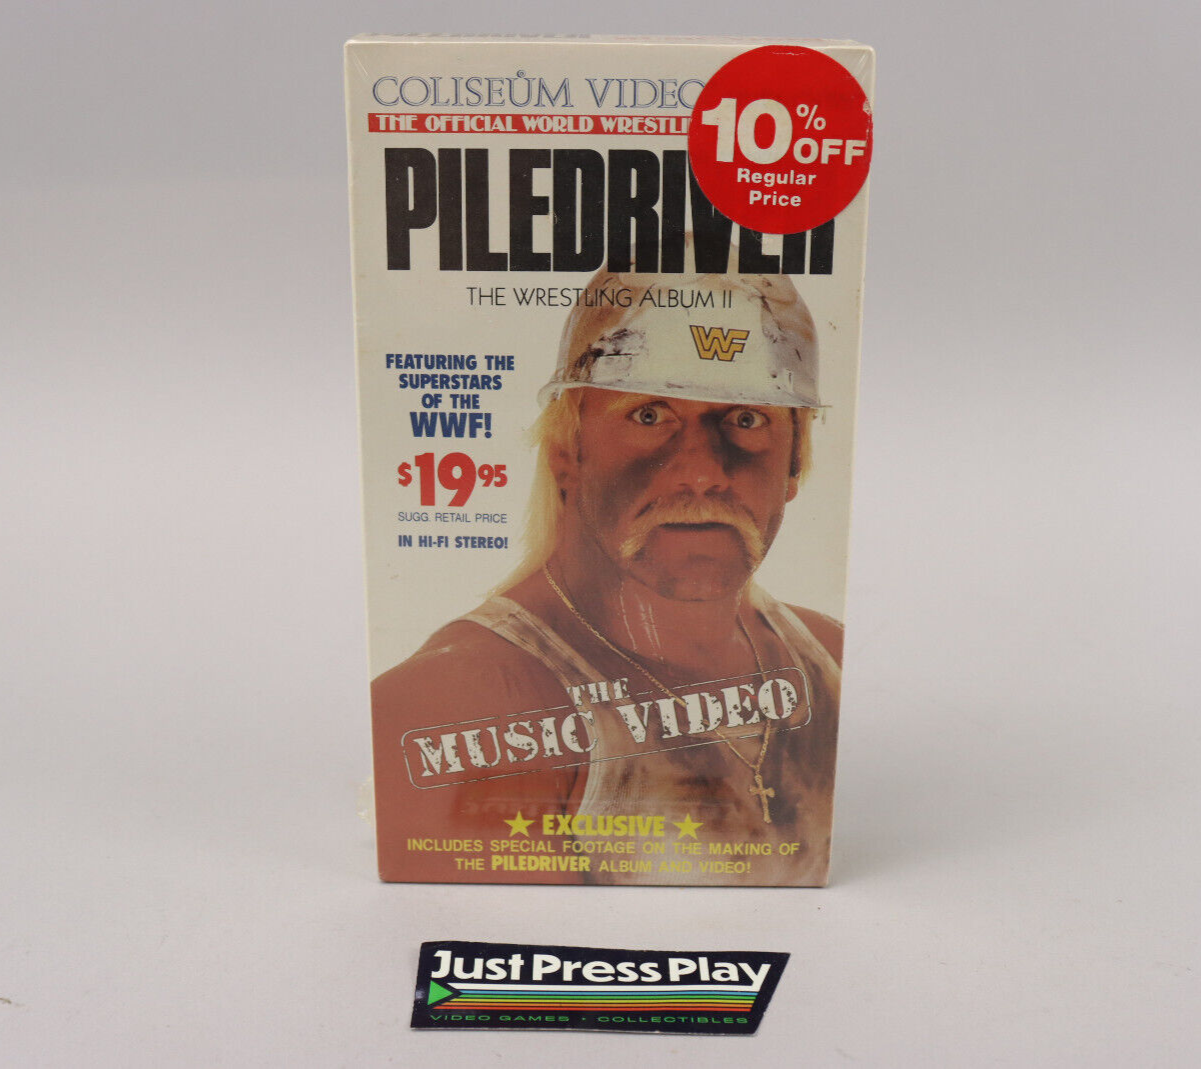 COLISEUM VIDEO
THE OFFICIAL WORLD WRESTLI
10% OFF
Regular
Price
PILEDRIVER
THE WRESTLING ALBUM II
WF
FEATURING THE
SUPERSTARS
OF THE
WWF!
$19.95
SUGG. RETAIL PRICE
IN HI-FI STEREO!
THE
MUSIC VIDEO
★ EXCLUSIVE ★
INCLUDES SPECIAL FOOTAGE ON THE MAKING OF
THE PILEDRIVER ALBUM AND VIDEO!
Just Press Play
VIDEO GAMES • COLLECTIBLES